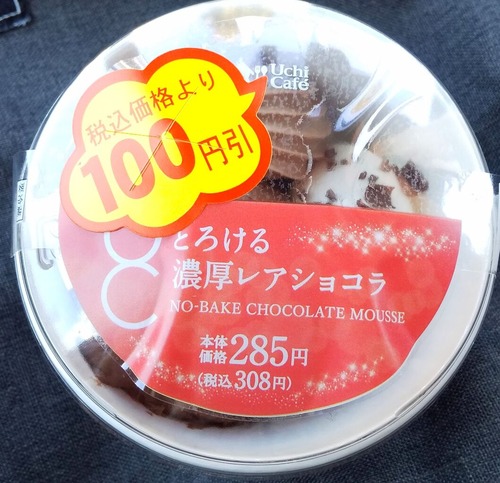 Uchi
Café
税込価格より
100円引
とろける
濃厚レアショコラ
NO-BAKE CHOCOLATE MOUSSE
本体
価格285円
(税込308円)